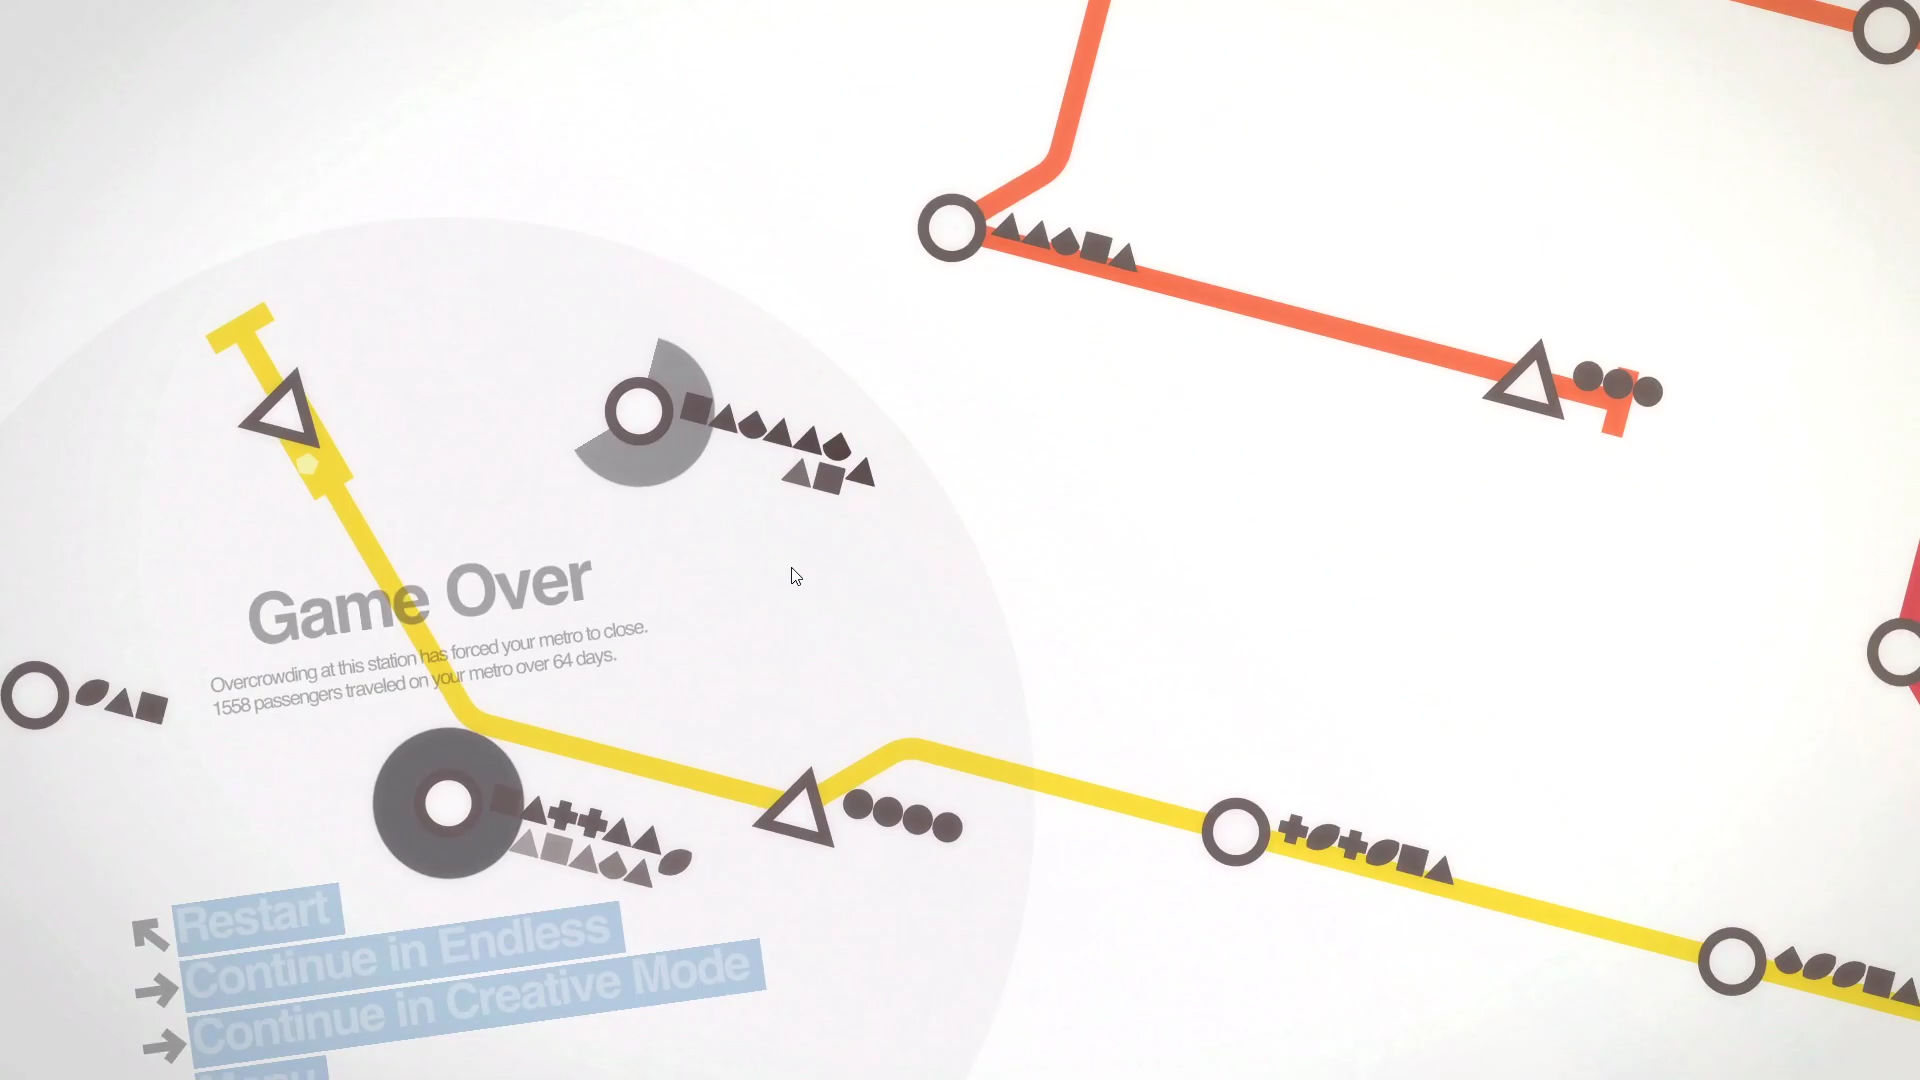 Game Over
Overcrowding at this station has forced your metro to close.
1558 passengers traveled on your metro over 64 days.
Restart
Continue in Endless
Continue in Creative Mode
Menu